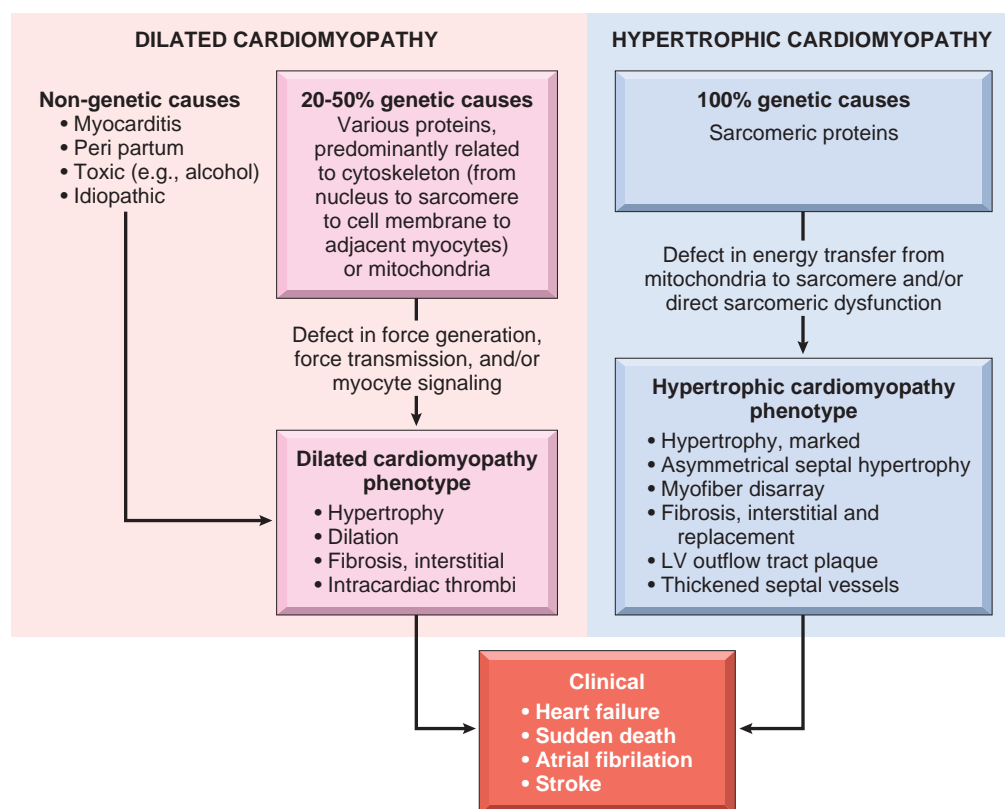 DILATED CARDIOMYOPATHY
Non-genetic causes
• Myocarditis
• Peri partum
• Toxic (e.g., alcohol)
• Idiopathic
20-50% genetic causes
Various proteins,
predominantly related
to cytoskeleton (from
nucleus to sarcomere
to cell membrane to
adjacent myocytes)
or mitochondria
Defect in force generation,
force transmission, and/or
myocyte signaling
Dilated cardiomyopathy
phenotype
• Hypertrophy
• Dilation
• Fibrosis, interstitial
• Intracardiac thrombi
HYPERTROPHIC CARDIOMYOPATHY
100% genetic causes
Sarcomeric proteins
Defect in energy transfer from
mitochondria to sarcomere and/or
direct sarcomeric dysfunction
Hypertrophic cardiomyopathy
phenotype
• Hypertrophy, marked
• Asymmetrical septal hypertrophy
• Myofiber disarray
• Fibrosis, interstitial and
replacement
• LV outflow tract plaque
• Thickened septal vessels
Clinical
• Heart failure
• Sudden death
• Atrial fibrilation
• Stroke